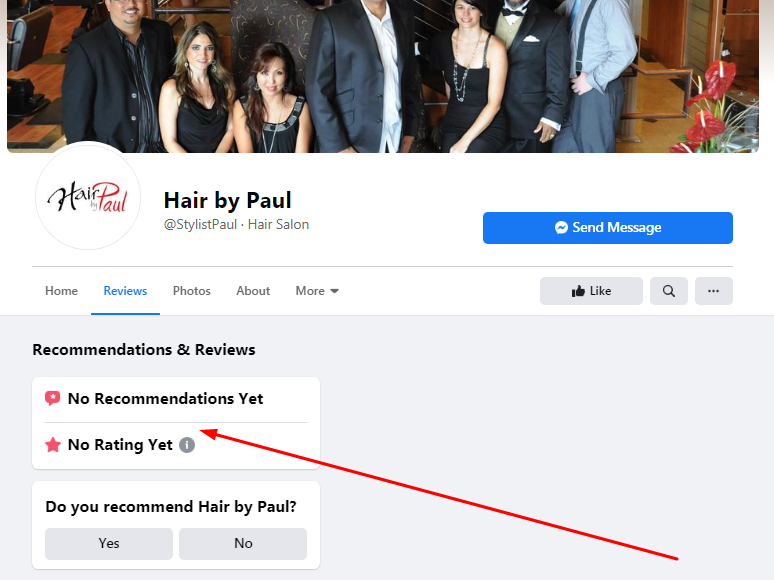 Hair
by
Paul
Hair by Paul
@StylistPaul · Hair Salon
Send Message
Home
Reviews
Photos
About
More
Like
Recommendations & Reviews
No Recommendations Yet
No Rating Yet
Do you recommend Hair by Paul?
Yes
No